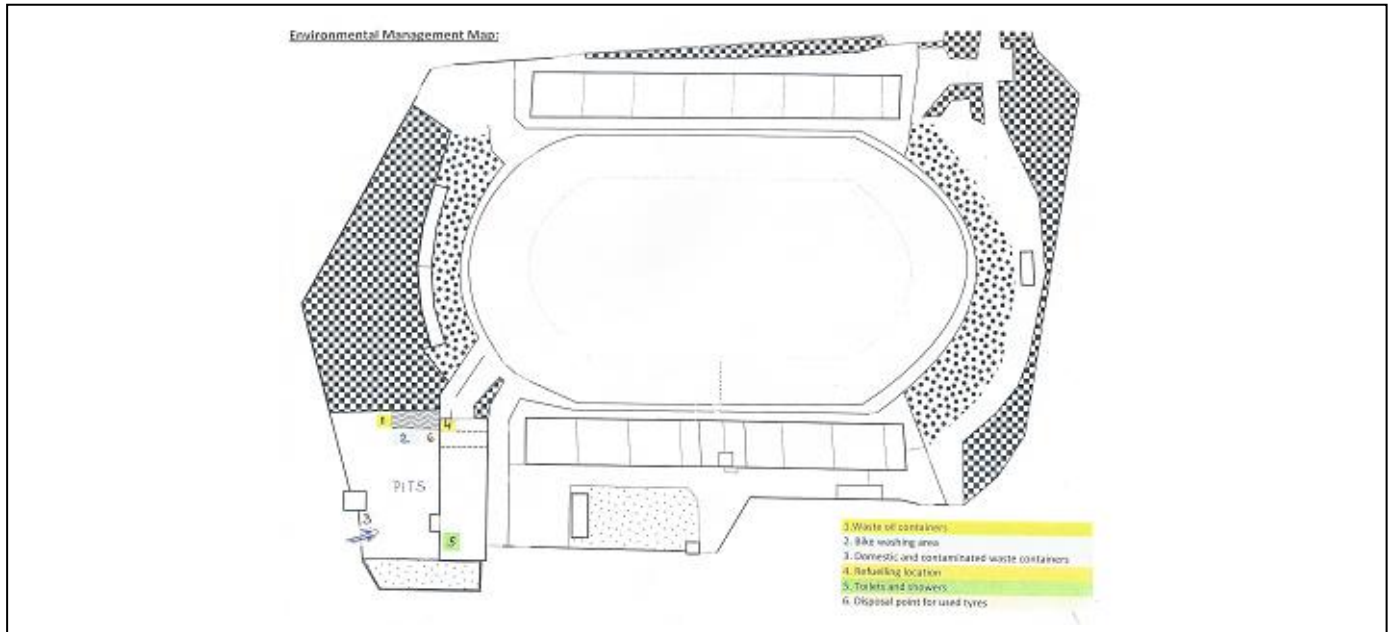 Environmental Management Map:
1
4
2 6
PITS
3
5
1. Waste oil containers
2. Bike washing area
3. Domestic and contaminated waste containers
4. Refuelling location
5. Toilets and showers
6. Disposal point for used tyres